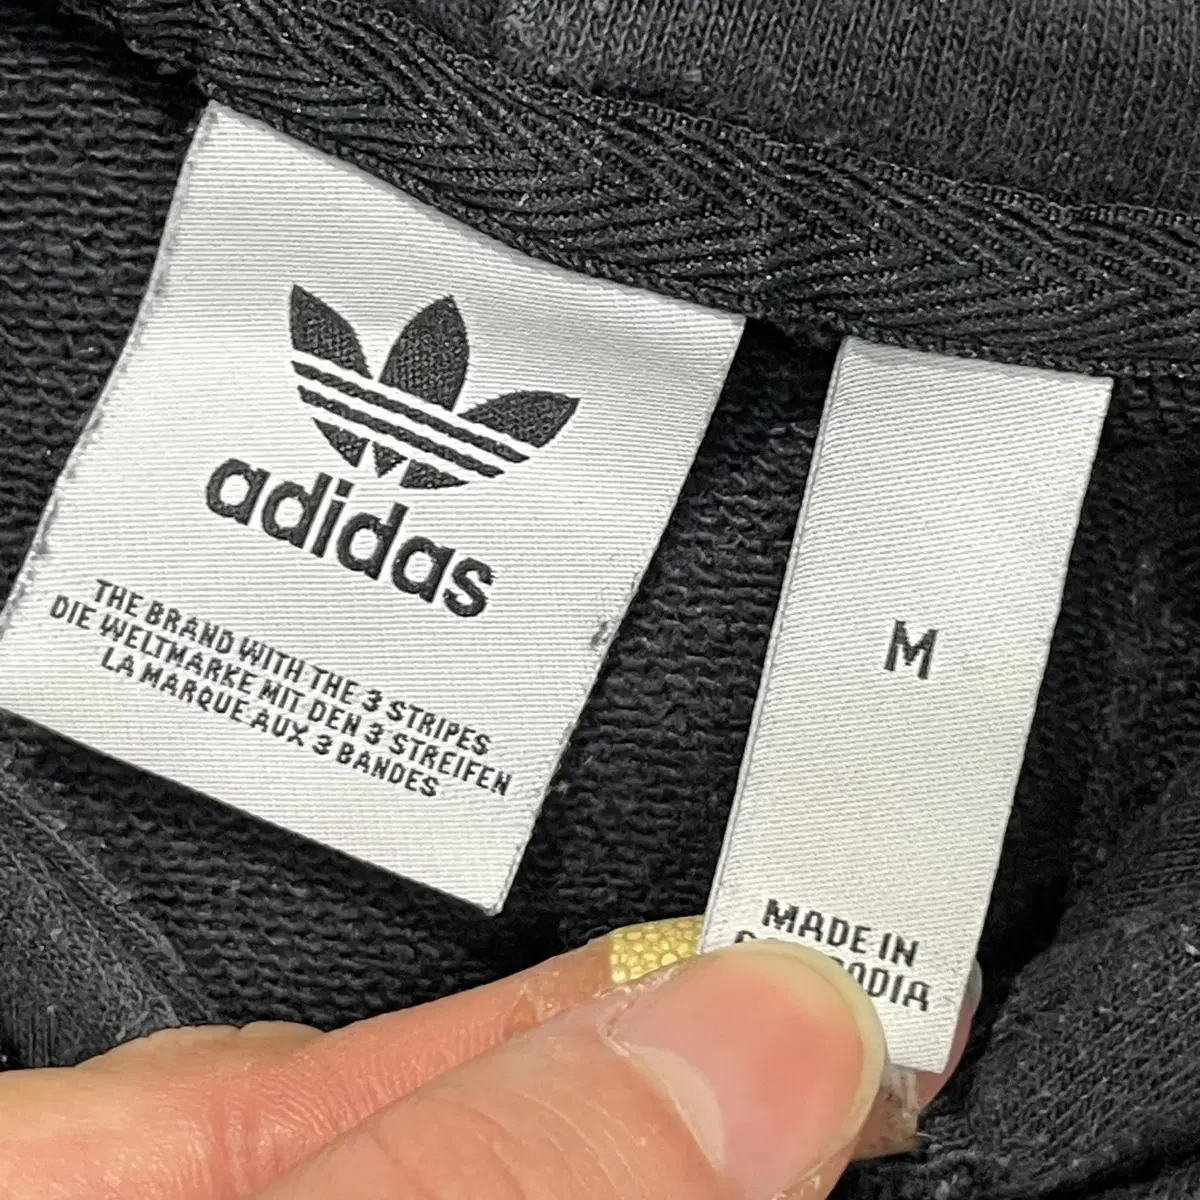 adidas
THE BRAND WITH THE 3 STRIPES
DIE WELTMARKE MIT DEN 3 STREIFEN
LA MARQUE AUX 3 BANDES
M
MADE IN